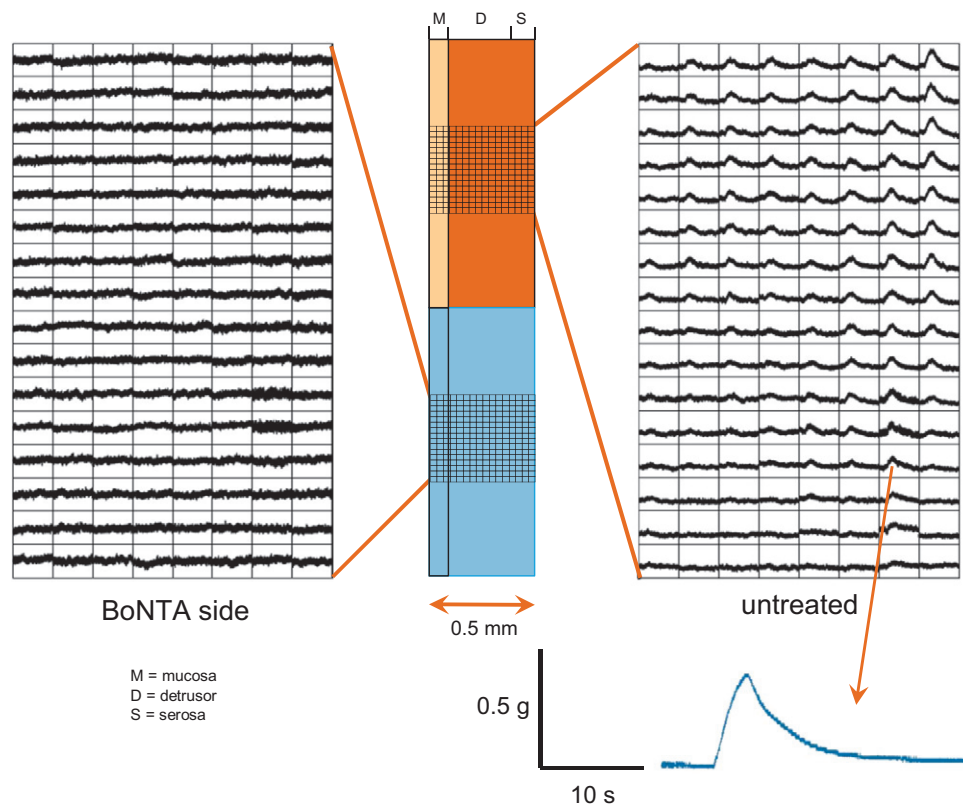 M D S
BoNTA side
untreated
0.5 mm
M = mucosa
D = detrusor
S = serosa
0.5 g
10 s